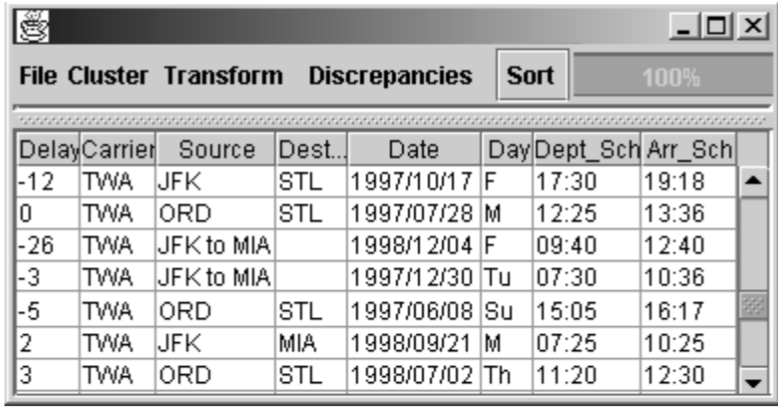 File Cluster Transform Discrepancies Sort 100%
Delay Carrier Source Dest... Date Day Dept_Sch Arr_Sch
-12 TWA JFK STL 1997/10/17 F 17:30 19:18
0 TWA ORD STL 1997/07/28 M 12:25 13:36
-26 TWA JFK to MIA 1998/12/04 F 09:40 12:40
-3 TWA JFK to MIA 1997/12/30 Tu 07:30 10:36
-5 TWA ORD STL 1997/06/08 Su 15:05 16:17
2 TWA JFK MIA 1998/09/21 M 07:25 10:25
3 TWA ORD STL 1998/07/02 Th 11:20 12:30